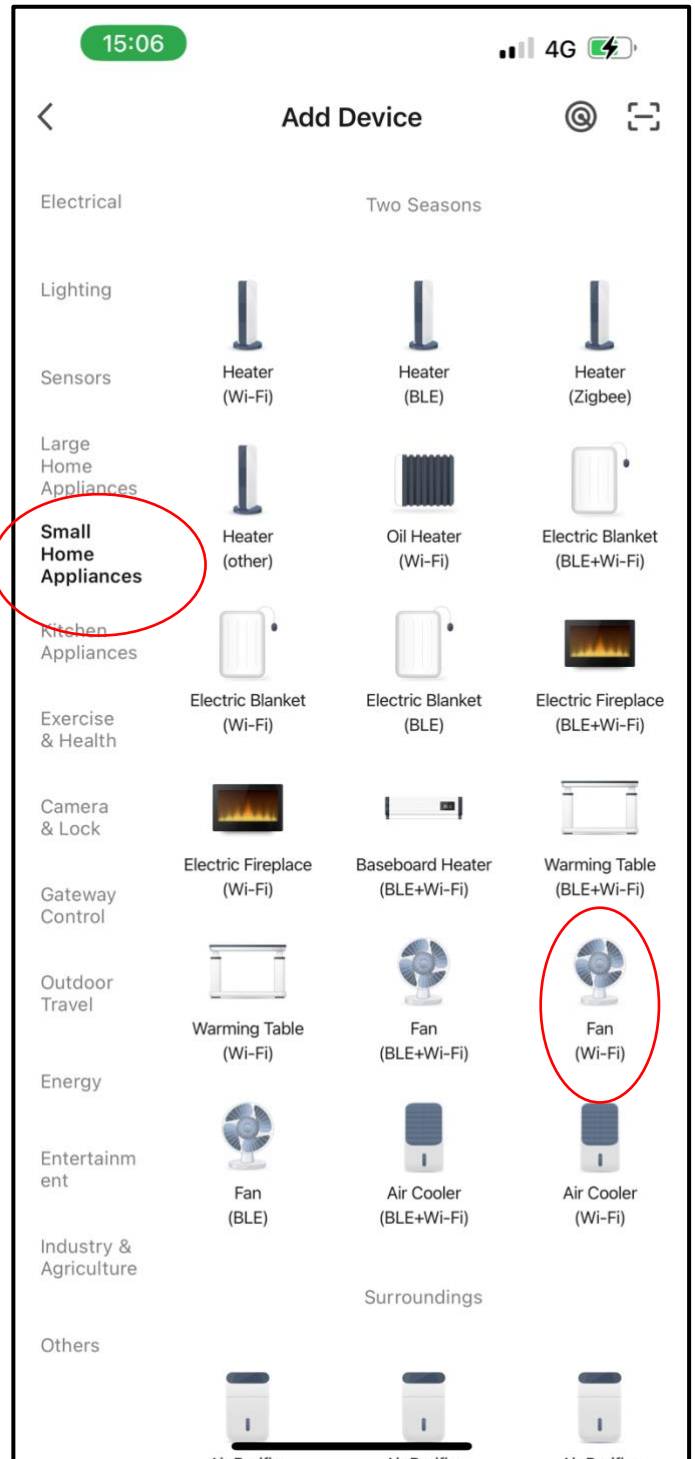 15:06
4G
Add Device
Electrical
Lighting
Sensors
Large
Home
Appliances
Small
Home
Appliances
Kitchen
Appliances
Exercise
& Health
Camera
& Lock
Gateway
Control
Outdoor
Travel
Energy
Entertainm
ent
Industry &
Agriculture
Others
Two Seasons
Heater
(Wi-Fi)
Heater
(BLE)
Heater
(Zigbee)
Heater
(other)
Oil Heater
(Wi-Fi)
Electric Blanket
(BLE+Wi-Fi)
Electric Blanket
(Wi-Fi)
Electric Blanket
(BLE)
Electric Fireplace
(BLE+Wi-Fi)
Electric Fireplace
(Wi-Fi)
Baseboard Heater
(BLE+Wi-Fi)
Warming Table
(BLE+Wi-Fi)
Warming Table
(Wi-Fi)
Fan
(BLE+Wi-Fi)
Fan
(Wi-Fi)
Fan
(BLE)
Air Cooler
(BLE+Wi-Fi)
Air Cooler
(Wi-Fi)
Surroundings